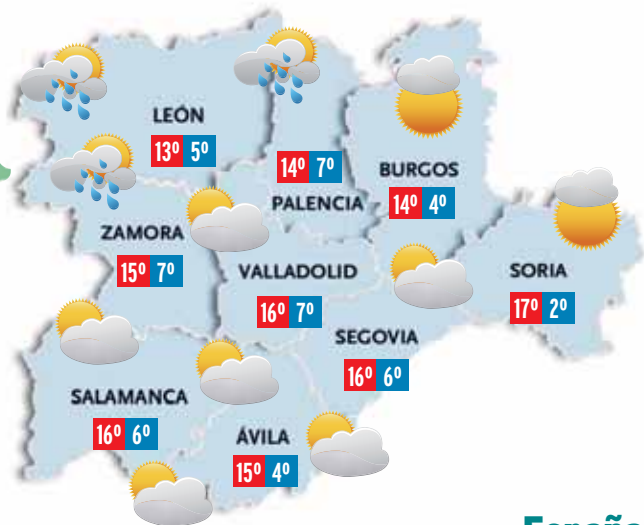 LEÓN
13º 5º
14º 7º
PALENCIA
BURGOS
14º 4º
ZAMORA
15º 7º
VALLADOLID
16º 7º
SORIA
17º 2º
SEGOVIA
16º 6º
SALAMANCA
16º 6º
ÁVILA
15º 4º